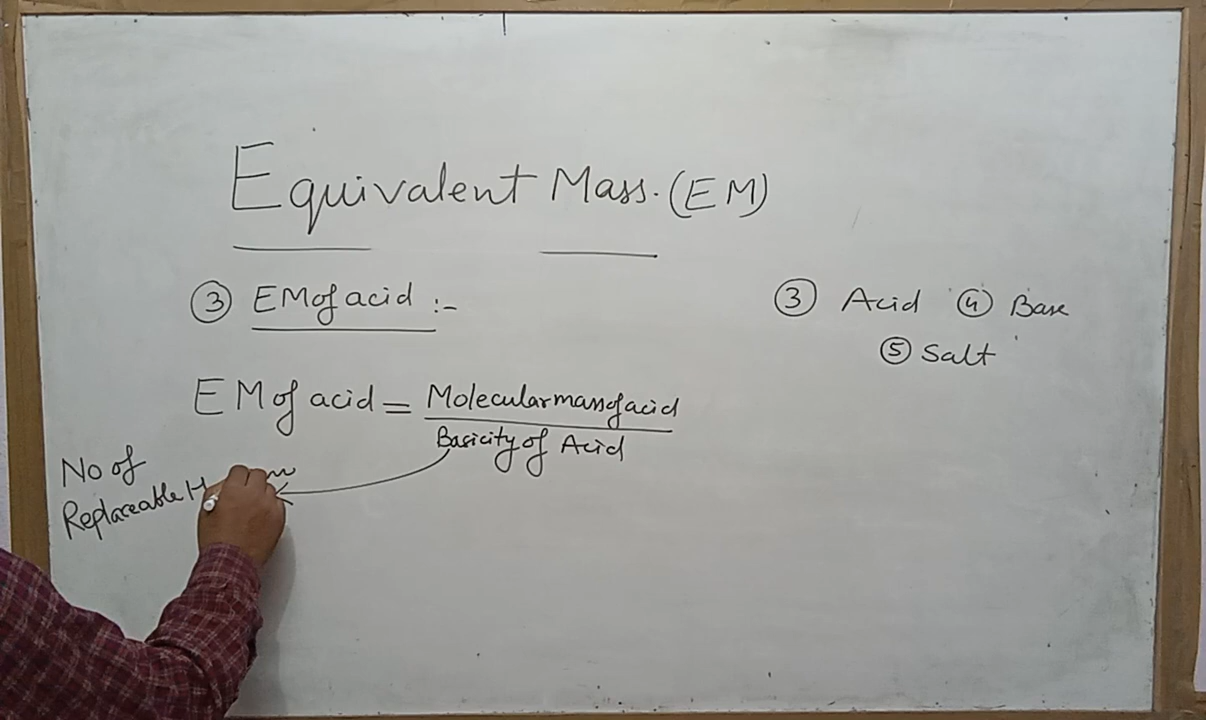 Equivalent Mass. (EM)
③ EM of acid :-
③ Acid ④ Base
⑤ Salt
EM of acid = Molecular mass of acid
Basicity of Acid
No of
Replaceable H